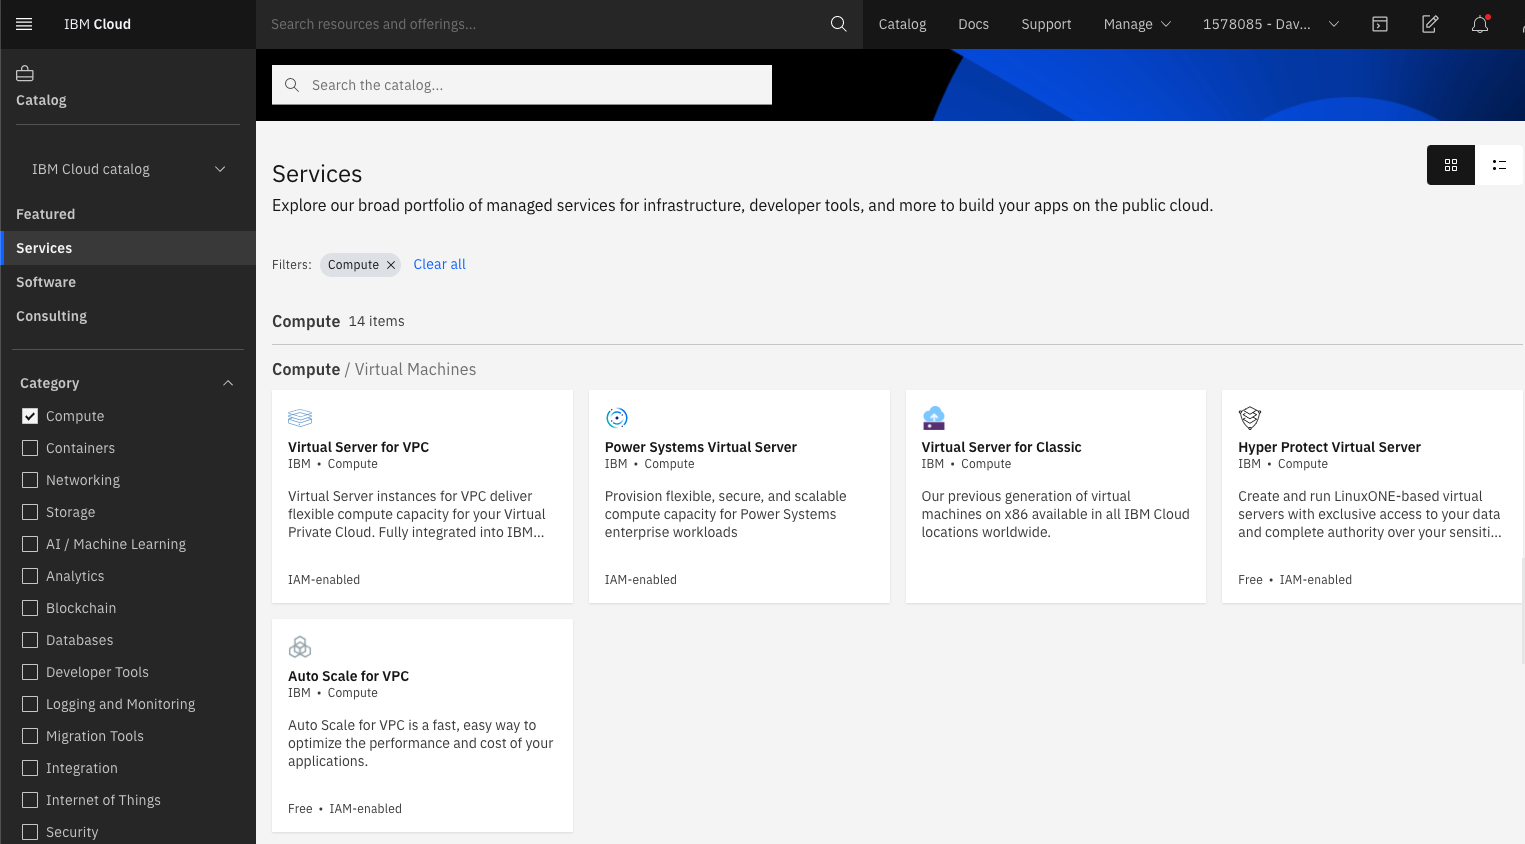 IBM Cloud
Search resources and offerings...
Catalog
Docs
Support
Manage
1578085 - Dav...
Catalog
IBM Cloud catalog
Featured
Services
Software
Consulting
Category
Compute
Containers
Networking
Storage
AI / Machine Learning
Analytics
Blockchain
Databases
Developer Tools
Logging and Monitoring
Migration Tools
Integration
Internet of Things
Security
Search the catalog...
Services
Explore our broad portfolio of managed services for infrastructure, developer tools, and more to build your apps on the public cloud.
Filters: Compute Clear all
Compute 14 items
Compute / Virtual Machines
Virtual Server for VPC
IBM • Compute
Virtual Server instances for VPC deliver
flexible compute capacity for your Virtual
Private Cloud. Fully integrated into IBM...
IAM-enabled
Power Systems Virtual Server
IBM • Compute
Provision flexible, secure, and scalable
compute capacity for Power Systems
enterprise workloads
IAM-enabled
Virtual Server for Classic
IBM • Compute
Our previous generation of virtual
machines on x86 available in all IBM Cloud
locations worldwide.
Hyper Protect Virtual Server
IBM • Compute
Create and run LinuxONE-based virtual
servers with exclusive access to your data
and complete authority over your sensiti...
Free • IAM-enabled
Auto Scale for VPC
IBM • Compute
Auto Scale for VPC is a fast, easy way to
optimize the performance and cost of your
applications.
Free • IAM-enabled